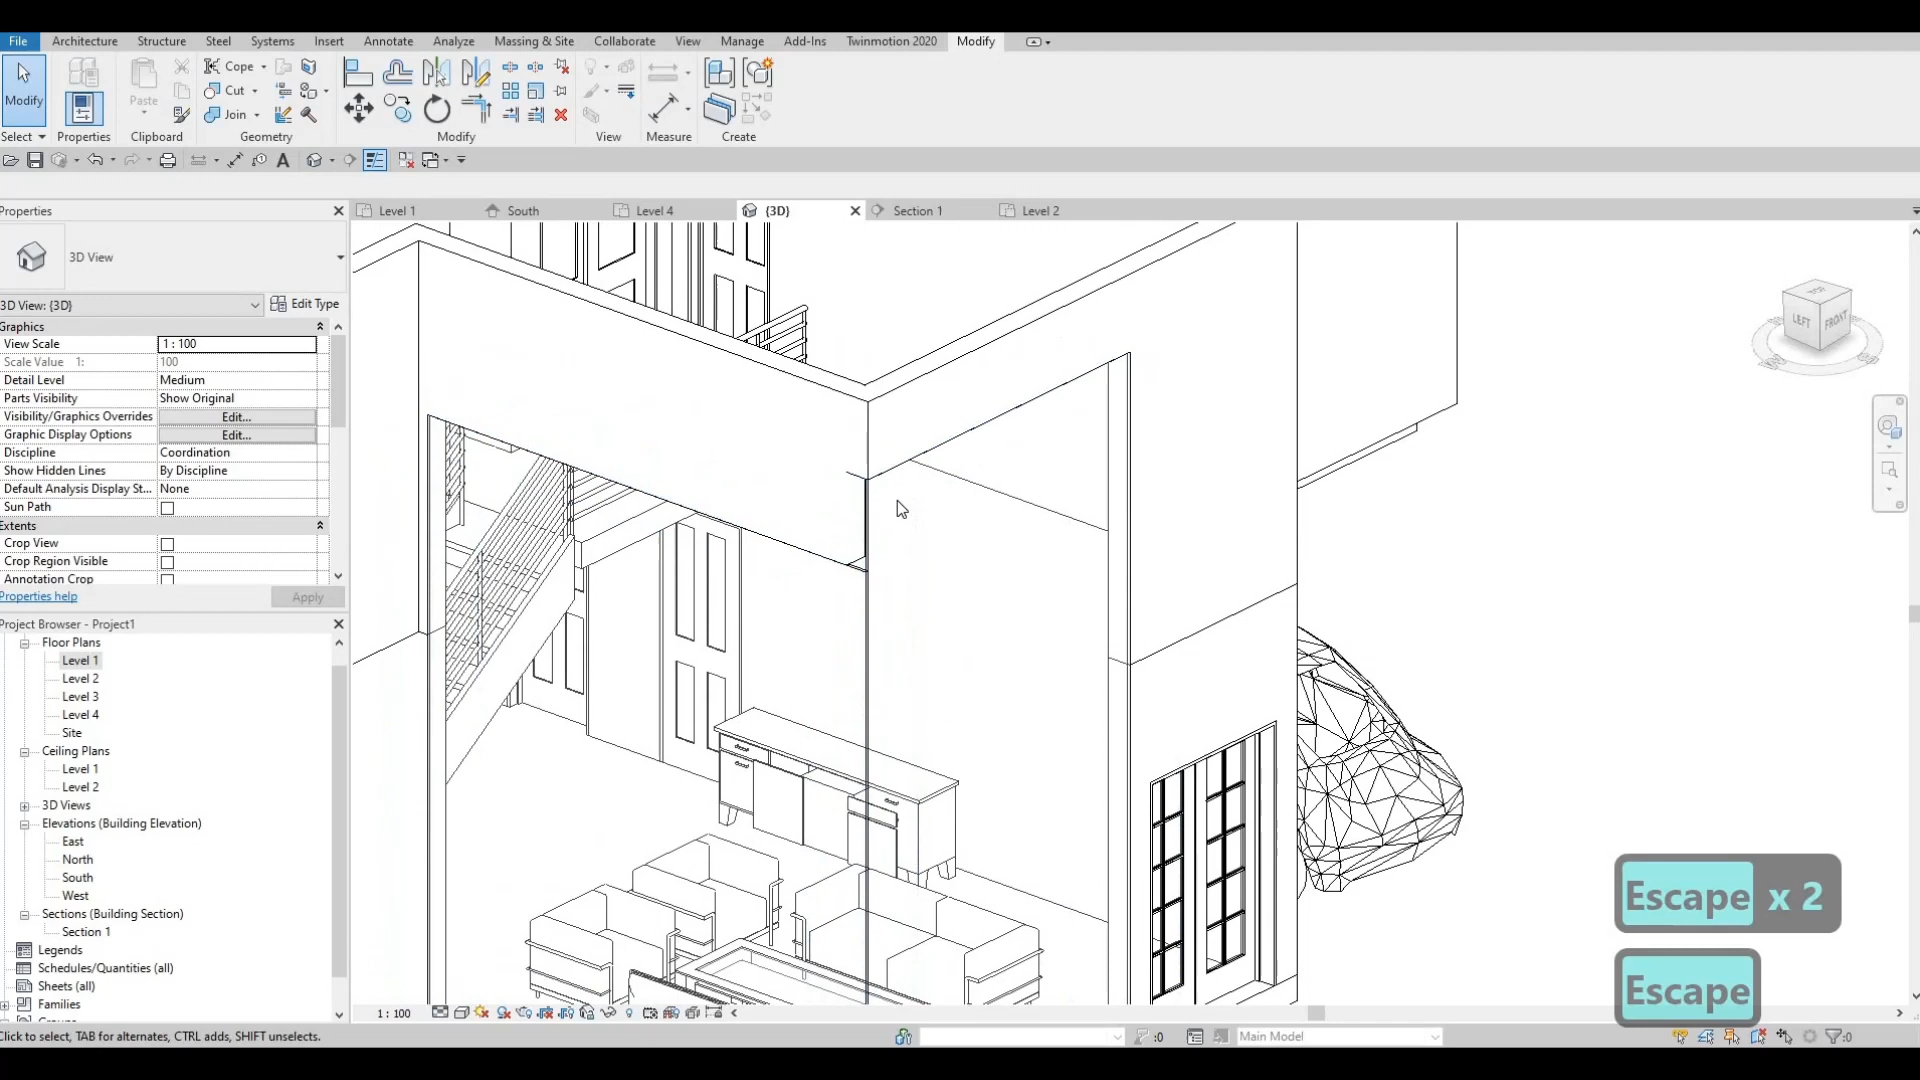 File Architecture Structure Steel Systems Insert Annotate Analyze Massing & Site Collaborate View Manage Add-Ins Twinmotion 2020 Modify
Modify Paste Cope
Cut
Join
Select Properties Clipboard Geometry Modify View Measure Create
A
Properties
Level 1 South Level 4 {3D} Section 1 Level 2
3D View
3D View: {3D} Edit Type
Graphics
View Scale 1 : 100
Scale Value 1: 100
Detail Level Medium
Parts Visibility Show Original
Visibility/Graphics Overrides Edit...
Graphic Display Options Edit...
Discipline Coordination
Show Hidden Lines By Discipline
Default Analysis Display St... None
Sun Path
Extents
Crop View
Crop Region Visible
Annotation Crop
Properties help Apply
Project Browser - Project1
Floor Plans
Level 1
Level 2
Level 3
Level 4
Site
Ceiling Plans
Level 1
Level 2
3D Views
Elevations (Building Elevation)
East
North
South
West
Sections (Building Section)
Section 1
Legends
Schedules/Quantities (all)
Sheets (all)
Families
TOP
LEFT FRONT
Escape x 2
Escape
1 : 100
Click to select, TAB for alternates, CTRL adds, SHIFT unselects. :0 Main Model :0